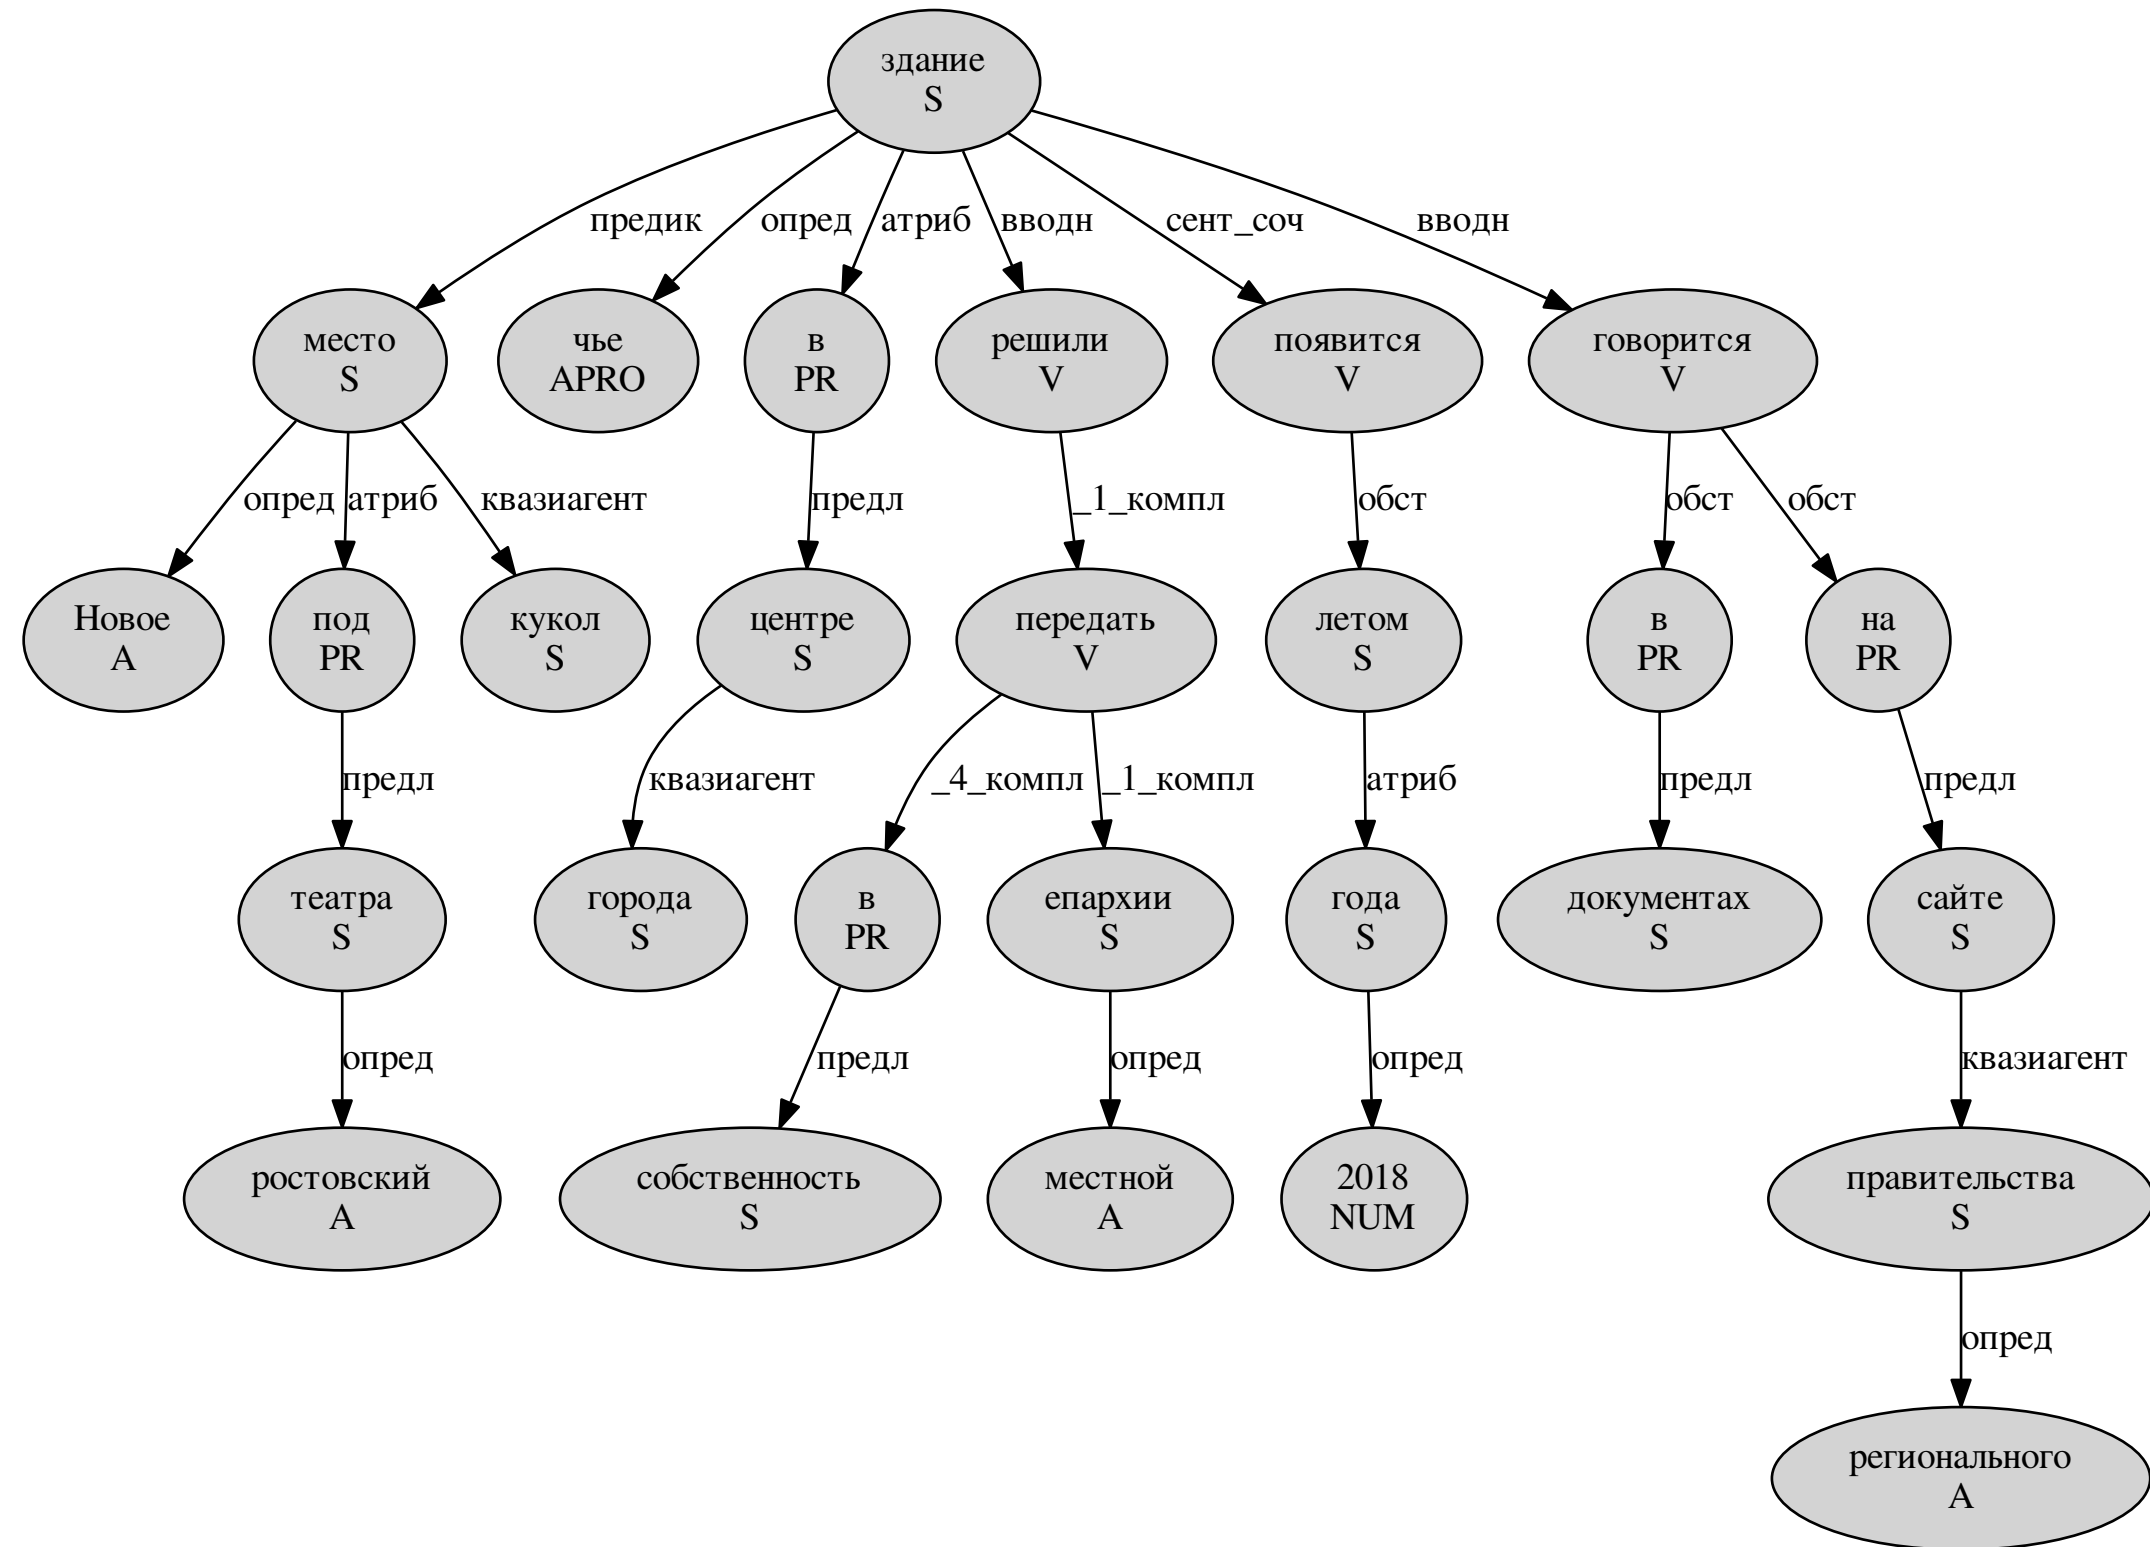 здание
S
предик
опред
атриб
вводн
сент_соч
вводн
место
S
чье
APRO
в
PR
решили
V
появится
V
говорится
V
опред
атриб
квазиагент
предл
_1_компл
обст
обст
обст
Новое
A
под
PR
кукол
S
центре
S
передать
V
летом
S
в
PR
на
PR
предл
квазиагент
_4_компл
_1_компл
атриб
предл
предл
театра
S
города
S
в
PR
епархии
S
года
S
документах
S
сайте
S
опред
предл
опред
опред
квазиагент
ростовский
A
собственность
S
местной
A
2018
NUM
правительства
S
опред
регионального
A